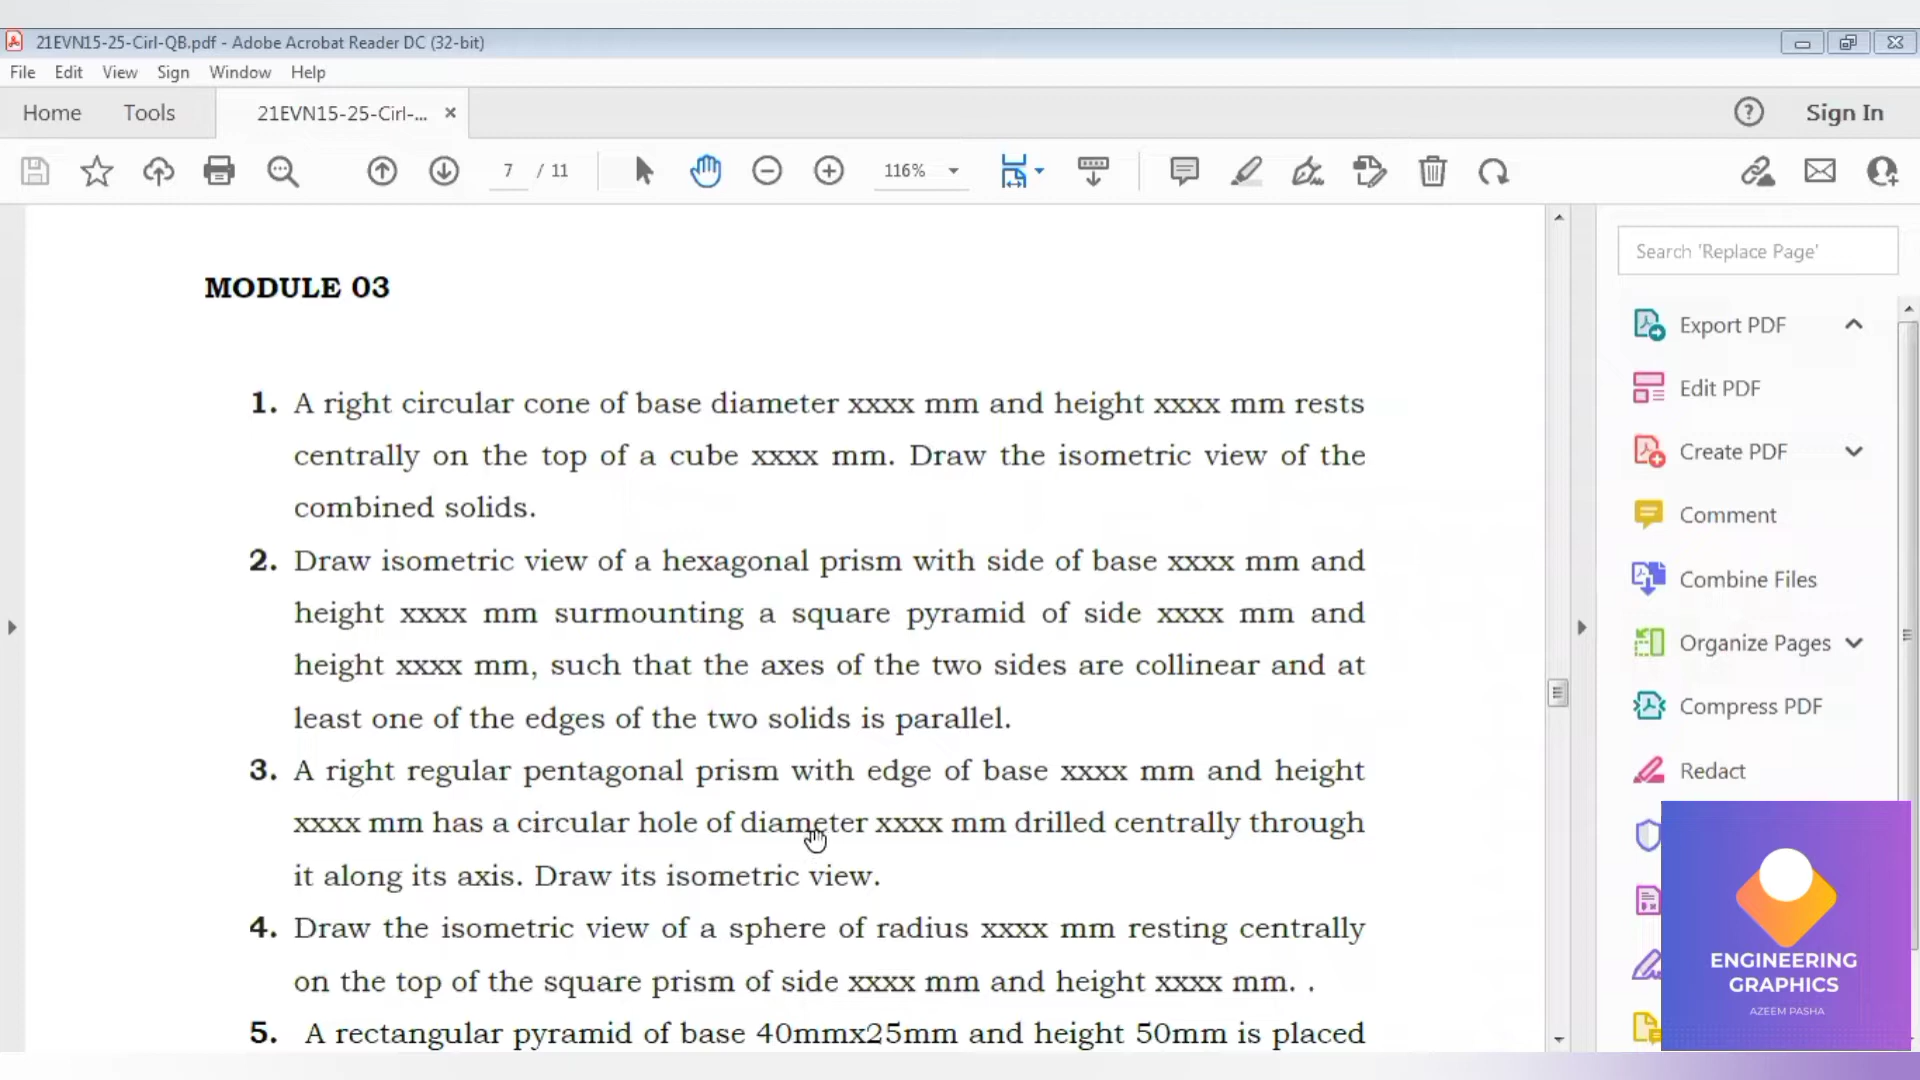 21EVN15-25-Cirl-QB.pdf - Adobe Acrobat Reader DC (32-bit)
File Edit View Sign Window Help
Home Tools 21EVN15-25-Cirl-... Sign In
7 / 11 116%
Search 'Replace Page'
Export PDF
Edit PDF
Create PDF
Comment
Combine Files
Organize Pages
Compress PDF
Redact
MODULE 03
1. A right circular cone of base diameter xxxx mm and height xxxx mm rests
centrally on the top of a cube xxxx mm. Draw the isometric view of the
combined solids.
2. Draw isometric view of a hexagonal prism with side of base xxxx mm and
height xxxx mm surmounting a square pyramid of side xxxx mm and
height xxxx mm, such that the axes of the two sides are collinear and at
least one of the edges of the two solids is parallel.
3. A right regular pentagonal prism with edge of base xxxx mm and height
xxxx mm has a circular hole of diameter xxxx mm drilled centrally through
it along its axis. Draw its isometric view.
4. Draw the isometric view of a sphere of radius xxxx mm resting centrally
on the top of the square prism of side xxxx mm and height xxxx mm. .
5. A rectangular pyramid of base 40mmx25mm and height 50mm is placed
ENGINEERING
GRAPHICS
AZEEM PASHA